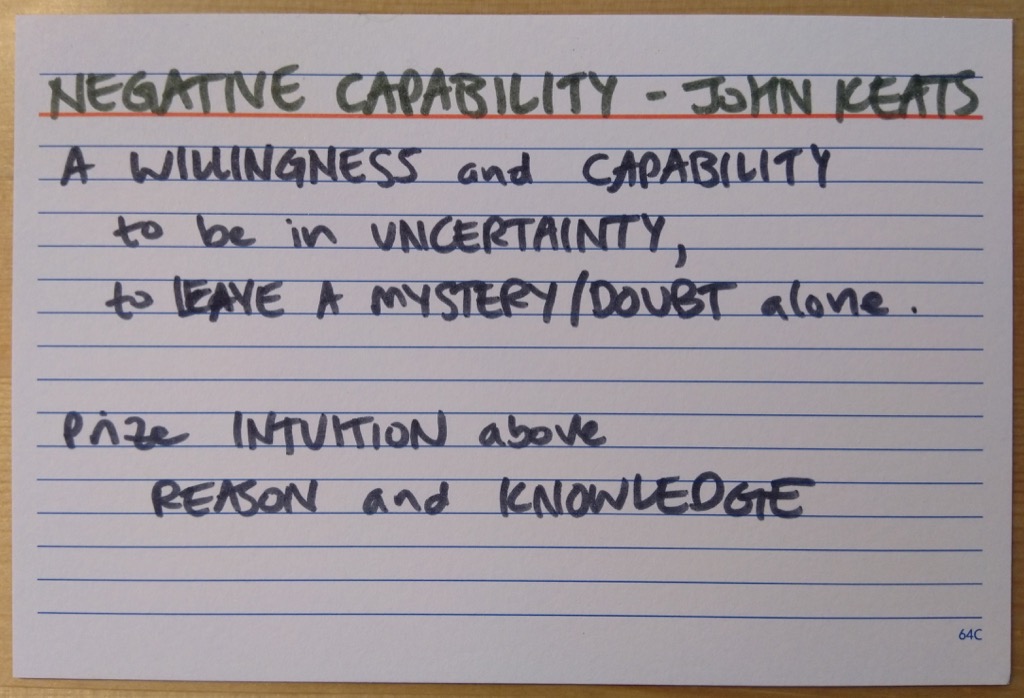 NEGATIVE CAPABILITY - JOHN KEATS
A WILLINGNESS and CAPABILITY
to be in UNCERTAINTY,
to LEAVE A MYSTERY/DOUBT alone.
Prize INTUITION above
REASON and KNOWLEDGE
64C